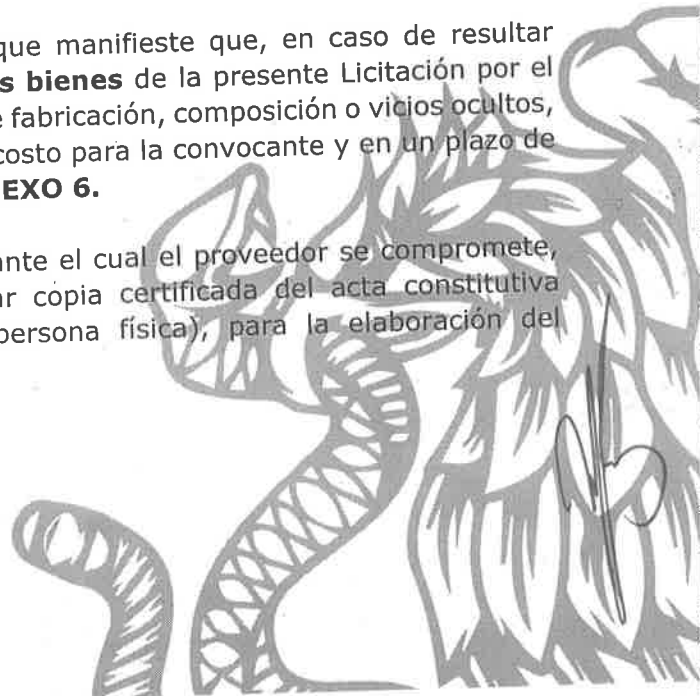 que manifieste que, en caso de resultar
s bienes de la presente Licitación por el
e fabricación, composición o vicios ocultos,
costo para la convocante y en un plazo de
EXO 6.
ante el cual el proveedor se compromete,
ar copia certificada del acta constitutiva
persona física), para la elaboración del